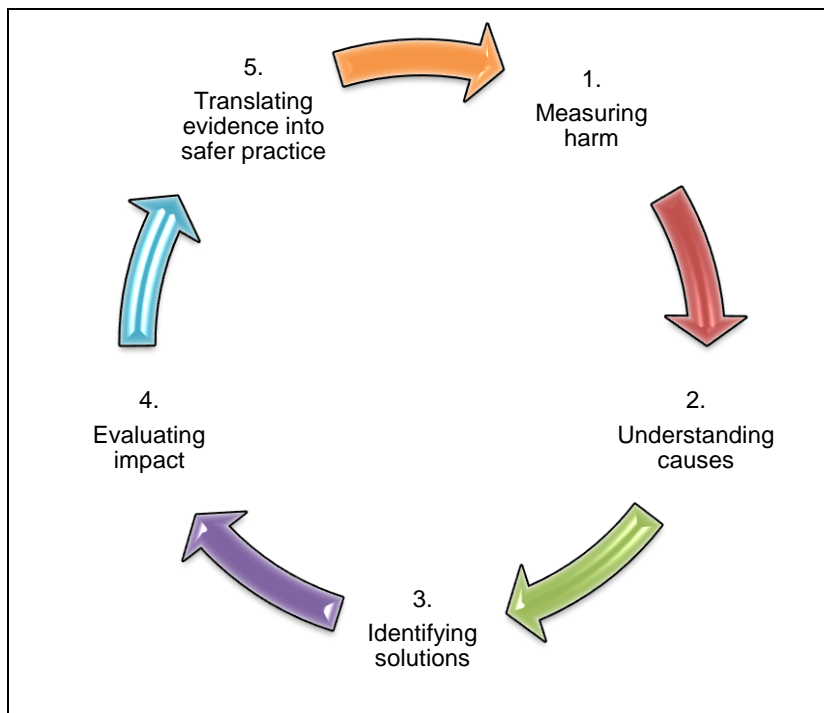 1.
Measuring
harm
2.
Understanding
causes
3.
Identifying
solutions
4.
Evaluating
impact
5.
Translating
evidence into
safer practice